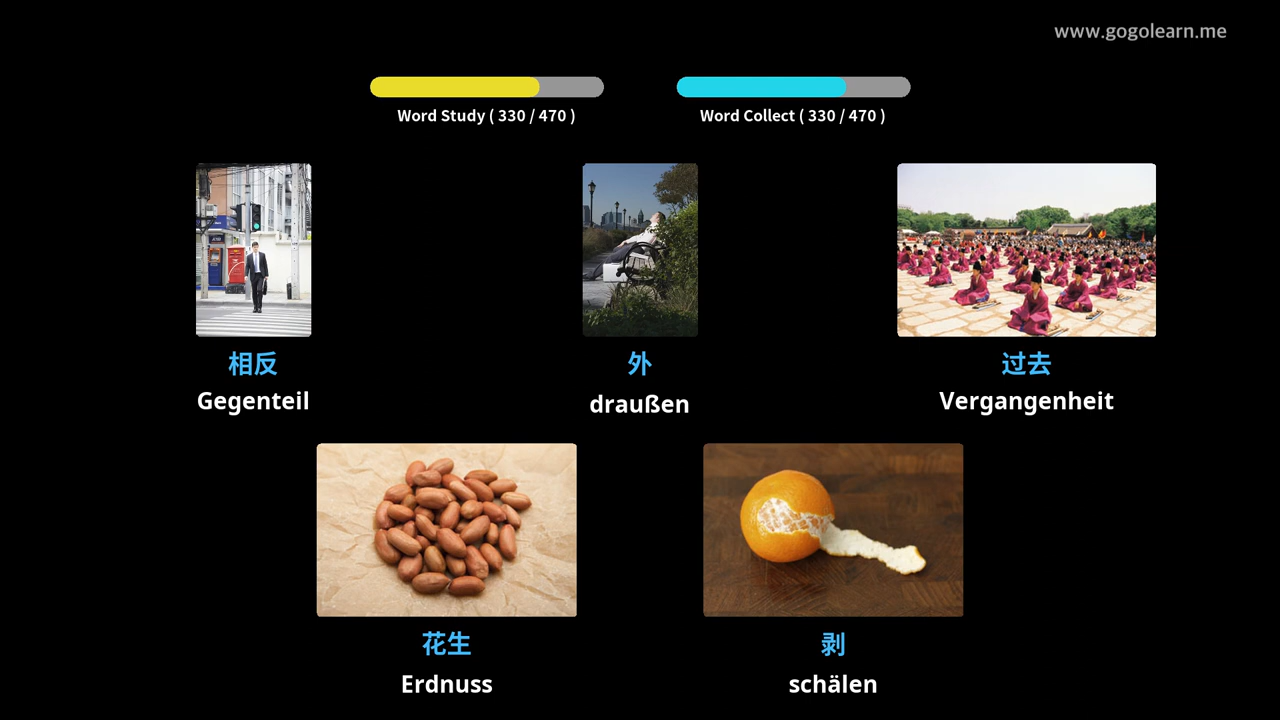 www.gogolearn.me
Word Study ( 330 / 470 )
Word Collect ( 330 / 470 )
相反
Gegenteil
外
draußen
过去
Vergangenheit
花生
Erdnuss
剥
schälen